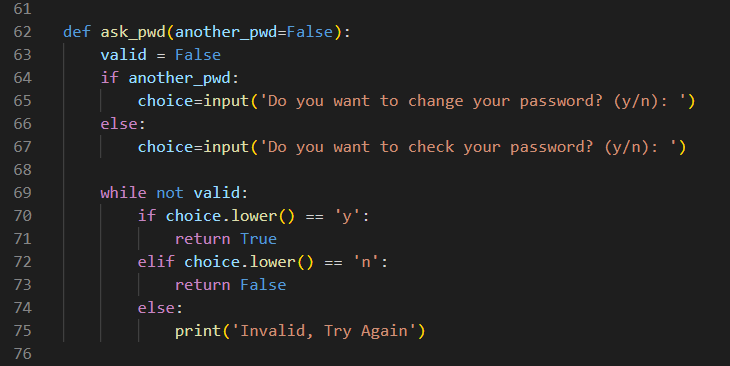 61
62 def ask_pwd(another_pwd=False):
63     valid = False
64     if another_pwd:
65         choice=input('Do you want to change your password? (y/n): ')
66     else:
67         choice=input('Do you want to check your password? (y/n): ')
68
69     while not valid:
70         if choice.lower() == 'y':
71             return True
72         elif choice.lower() == 'n':
73             return False
74         else:
75             print('Invalid, Try Again')
76